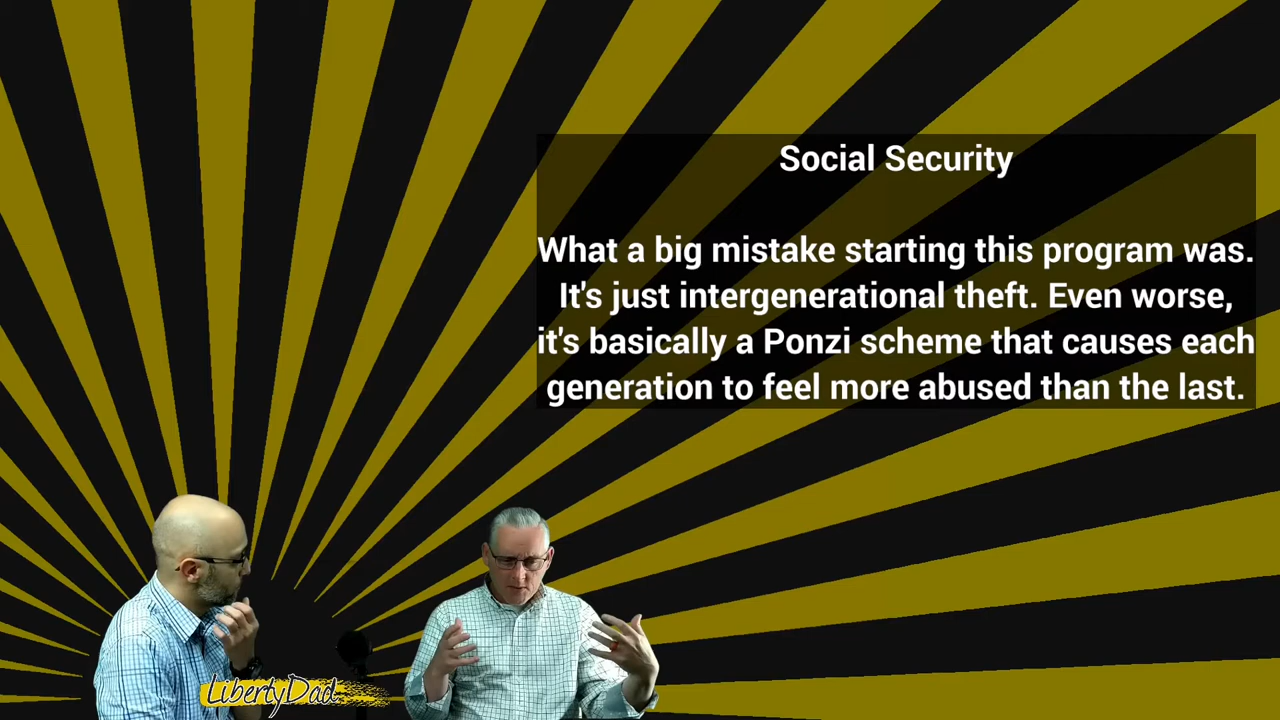 Social Security
What a big mistake starting this program was.
It's just intergenerational theft. Even worse,
it's basically a Ponzi scheme that causes each
generation to feel more abused than the last.
LibertyDad